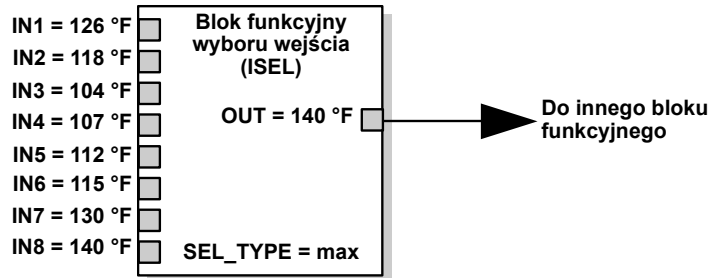 IN1 = 126 °F
IN2 = 118 °F
IN3 = 104 °F
IN4 = 107 °F
IN5 = 112 °F
IN6 = 115 °F
IN7 = 130 °F
IN8 = 140 °F
Blok funkcyjny
wyboru wejścia
(ISEL)
OUT = 140 °F
SEL_TYPE = max
Do innego bloku
funkcyjnego